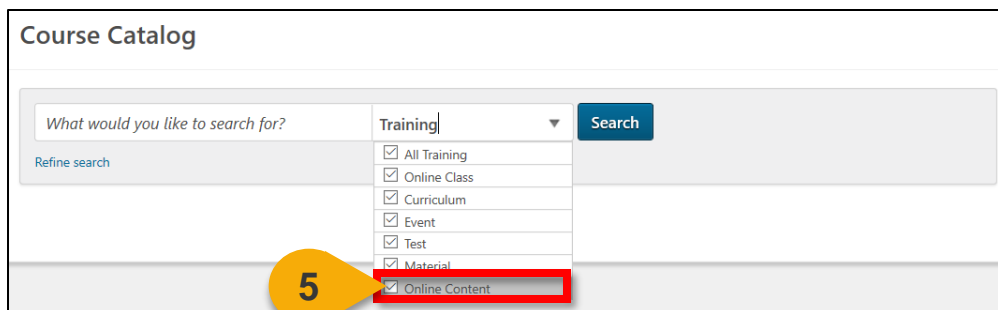 Course Catalog
What would you like to search for?
Training
Search
Refine search
All Training
Online Class
Curriculum
Event
Test
Material
Online Content
5